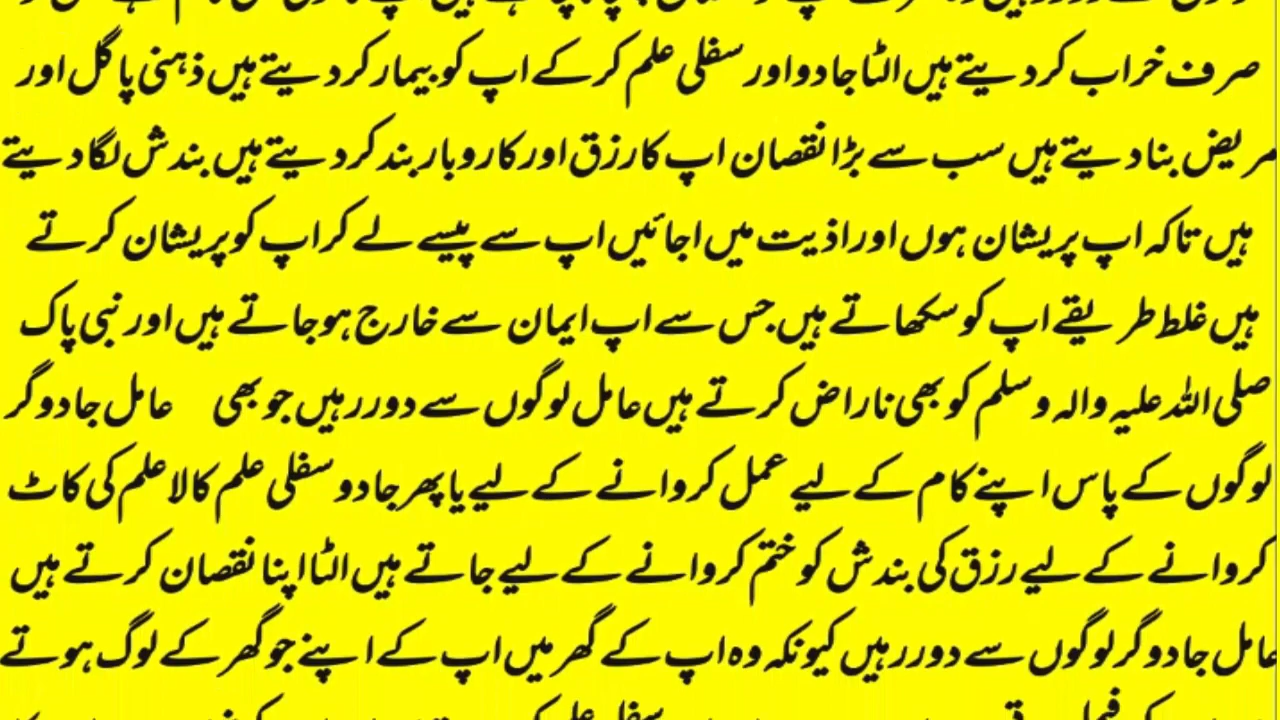 صرف خراب کر دیتے ہیں الٹا جادو اور سفلی علم کر کے اپ کو بیمار کر دیتے ہیں ذہنی پاگل اور
مریض بنا دیتے ہیں سب سے بڑا نقصان اپ کا رزق اور کاروبار بند کر دیتے ہیں بندش لگا دیتے
ہیں تاکہ اپ پریشان ہوں اور اذیت میں اجائیں اپ سے پیسے لے کر اپ کو پریشان کرتے
ہیں غلط طریقے اپ کو سکھاتے ہیں جس سے اپ ایمان سے خارج ہو جاتے ہیں اور نبی پاک
صلی اللہ علیہ والہ وسلم کو بھی ناراض کرتے ہیں عامل لوگوں سے دور رہیں جو بھی عامل جادوگر
لوگوں کے پاس اپنے کام کے لیے عمل کروانے کے لیے یا پھر جادو سفلی علم کالا علم کی کاٹ
کروانے کے لیے رزق کی بندش کو ختم کروانے کے لیے جاتے ہیں الٹا اپنا نقصان کرتے ہیں
عامل جادوگر لوگوں سے دور رہیں کیونکہ وہ اپ کے گھر میں اپ کے اپنے جو گھر کے لوگ ہوتے